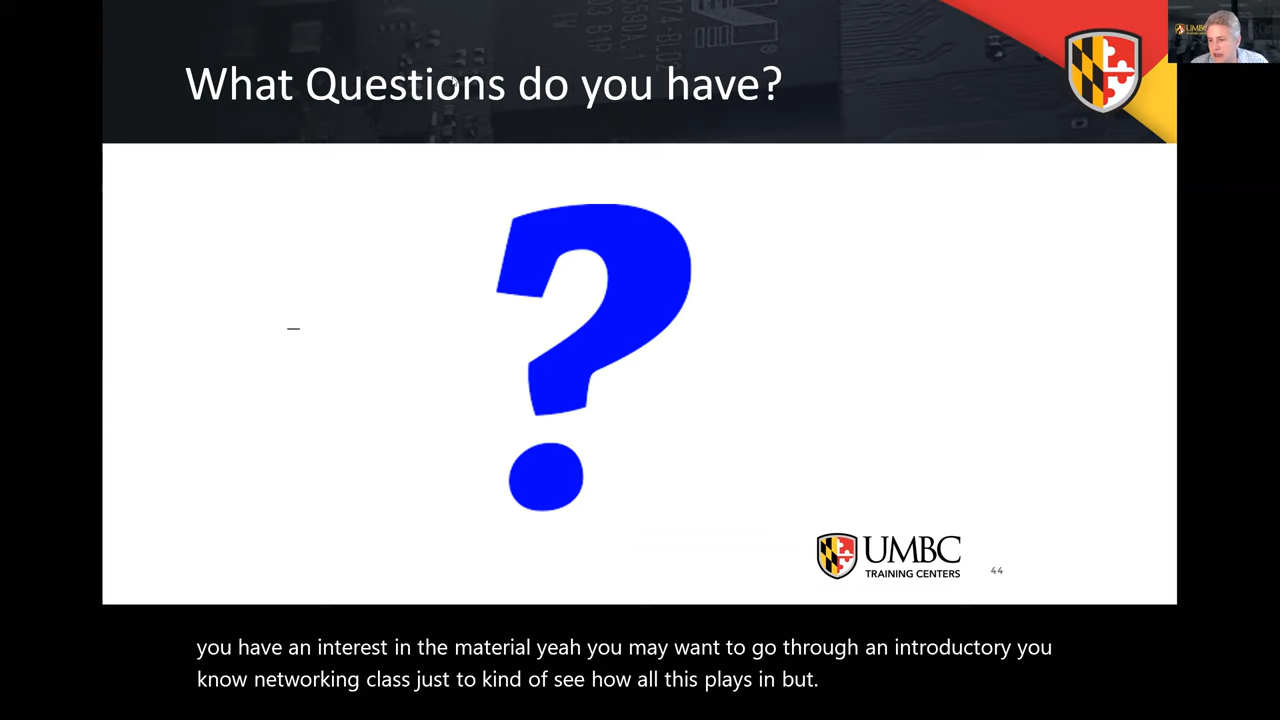 What Questions do you have?
UMBC
?
UMBC
TRAINING CENTERS
44
you have an interest in the material yeah you may want to go through an introductory you
know networking class just to kind of see how all this plays in but.